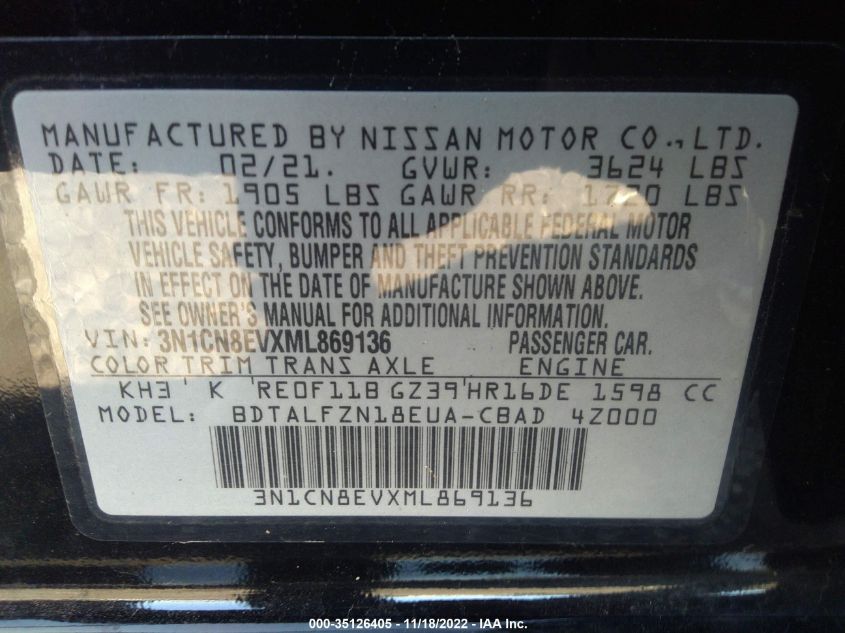 MANUFACTURED BY NISSAN MOTOR CO., LTD.
DATE: 02/21. GVWR: 3624 LBS
GAWR FR: 1905 LBS GAWR RR: LBS
THIS VEHICLE CONFORMS TO ALL APPLICABLE FEDERAL MOTOR
VEHICLE SAFETY, BUMPER AND THEFT PREVENTION STANDARDS
IN EFFECT ON THE DATE OF MANUFACTURE SHOWN ABOVE.
SEE OWNER'S MANUAL FOR ADDITIONAL INFORMATION.
VIN: 3N1CN8EVXML869136 PASSENGER CAR.
COLOR TRIM TRANS AXLE ENGINE
KH3 K RE0F11B GZ39 HR16DE 1598 CC
MODEL: BDTALFZN18EUA-CBAD 4Z000
3N1CN8EVXML869136
000-35126405 - 11/18/2022 - IAA Inc.